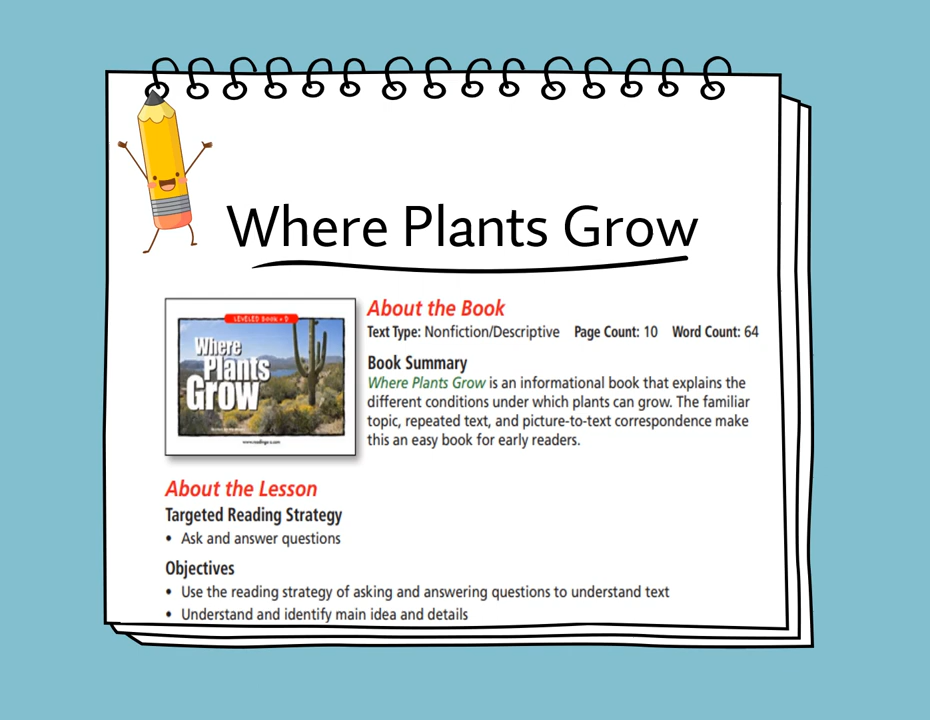 Where Plants Grow
LEVELED BOOK • D
Where
Plants
Grow
www.readinga-z.com
About the Book
Text Type: Nonfiction/Descriptive Page Count: 10 Word Count: 64
Book Summary
Where Plants Grow is an informational book that explains the
different conditions under which plants can grow. The familiar
topic, repeated text, and picture-to-text correspondence make
this an easy book for early readers.
About the Lesson
Targeted Reading Strategy
• Ask and answer questions
Objectives
• Use the reading strategy of asking and answering questions to understand text
• Understand and identify main idea and details